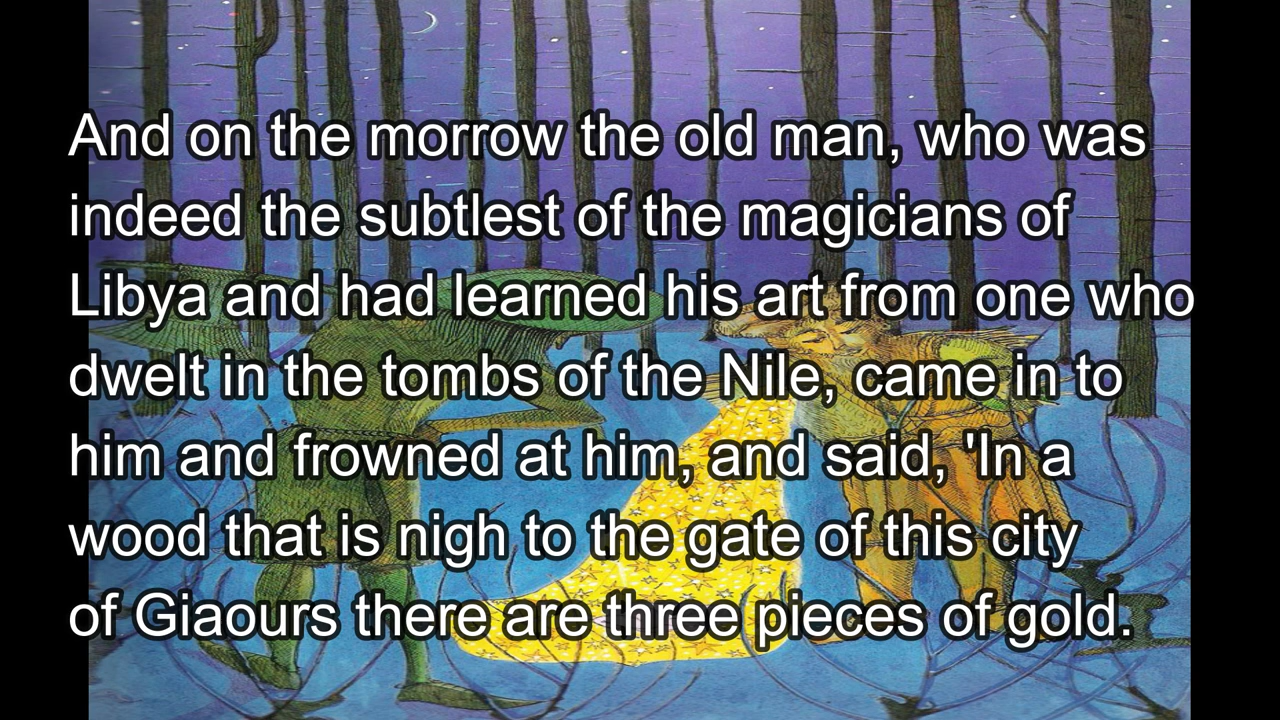 And on the morrow the old man, who was
indeed the subtlest of the magicians of
Libya and had learned his art from one who
dwelt in the tombs of the Nile, came in to
him and frowned at him, and said, 'In a
wood that is nigh to the gate of this city
of Giaours there are three pieces of gold.